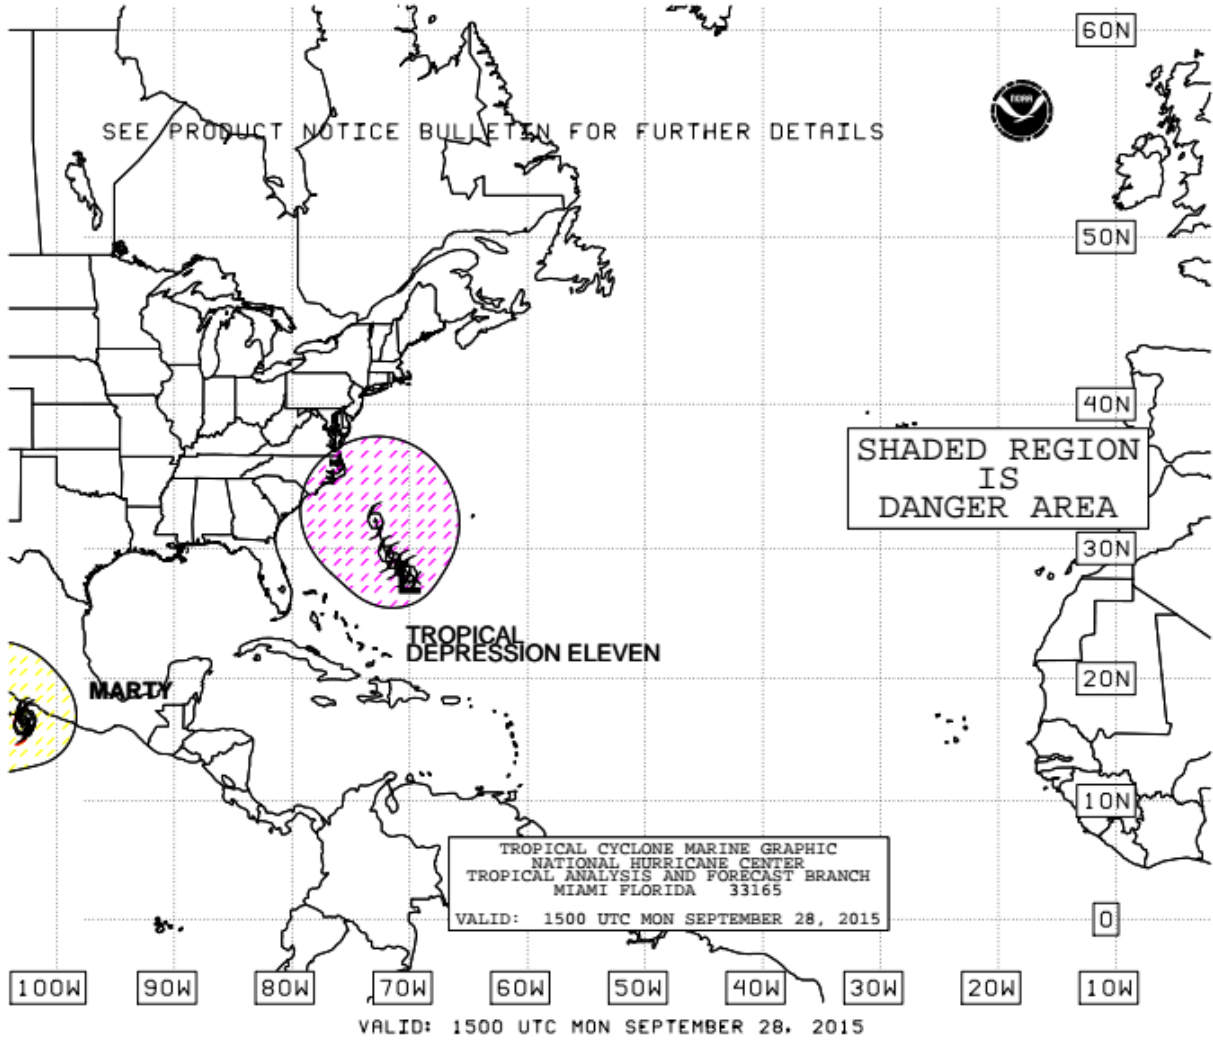 60N
NOAA
SEE PRODUCT NOTICE BULLETIN FOR FURTHER DETAILS
50N
40N
SHADED REGION
IS
DANGER AREA
30N
TROPICAL
DEPRESSION ELEVEN
20N
MARTY
10N
TROPICAL CYCLONE MARINE GRAPHIC
NATIONAL HURRICANE CENTER
TROPICAL ANALYSIS AND FORECAST BRANCH
MIAMI FLORIDA 33165
VALID: 1500 UTC MON SEPTEMBER 28, 2015
0
100W 90W 80W 70W 60W 50W 40W 30W 20W 10W
VALID: 1500 UTC MON SEPTEMBER 28, 2015